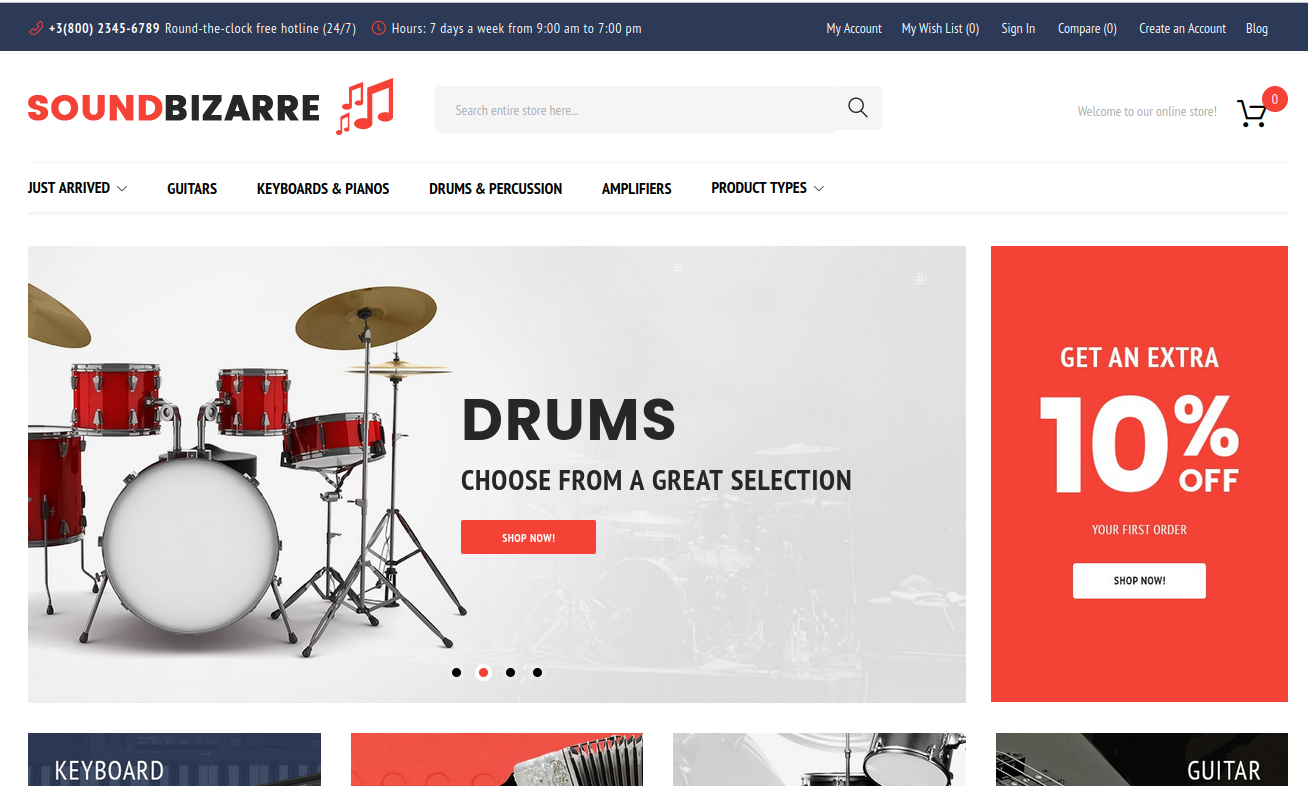 +3(800) 2345-6789 Round-the-clock free hotline (24/7) Hours: 7 days a week from 9:00 am to 7:00 pm My Account My Wish List (0) Sign In Compare (0) Create an Account Blog
SOUNDBIZARRE
Search entire store here...
Welcome to our online store!
0
JUST ARRIVED GUITARS KEYBOARDS & PIANOS DRUMS & PERCUSSION AMPLIFIERS PRODUCT TYPES
DRUMS
CHOOSE FROM A GREAT SELECTION
SHOP NOW!
GET AN EXTRA
10%
OFF
YOUR FIRST ORDER
SHOP NOW!
KEYBOARD
GUITAR